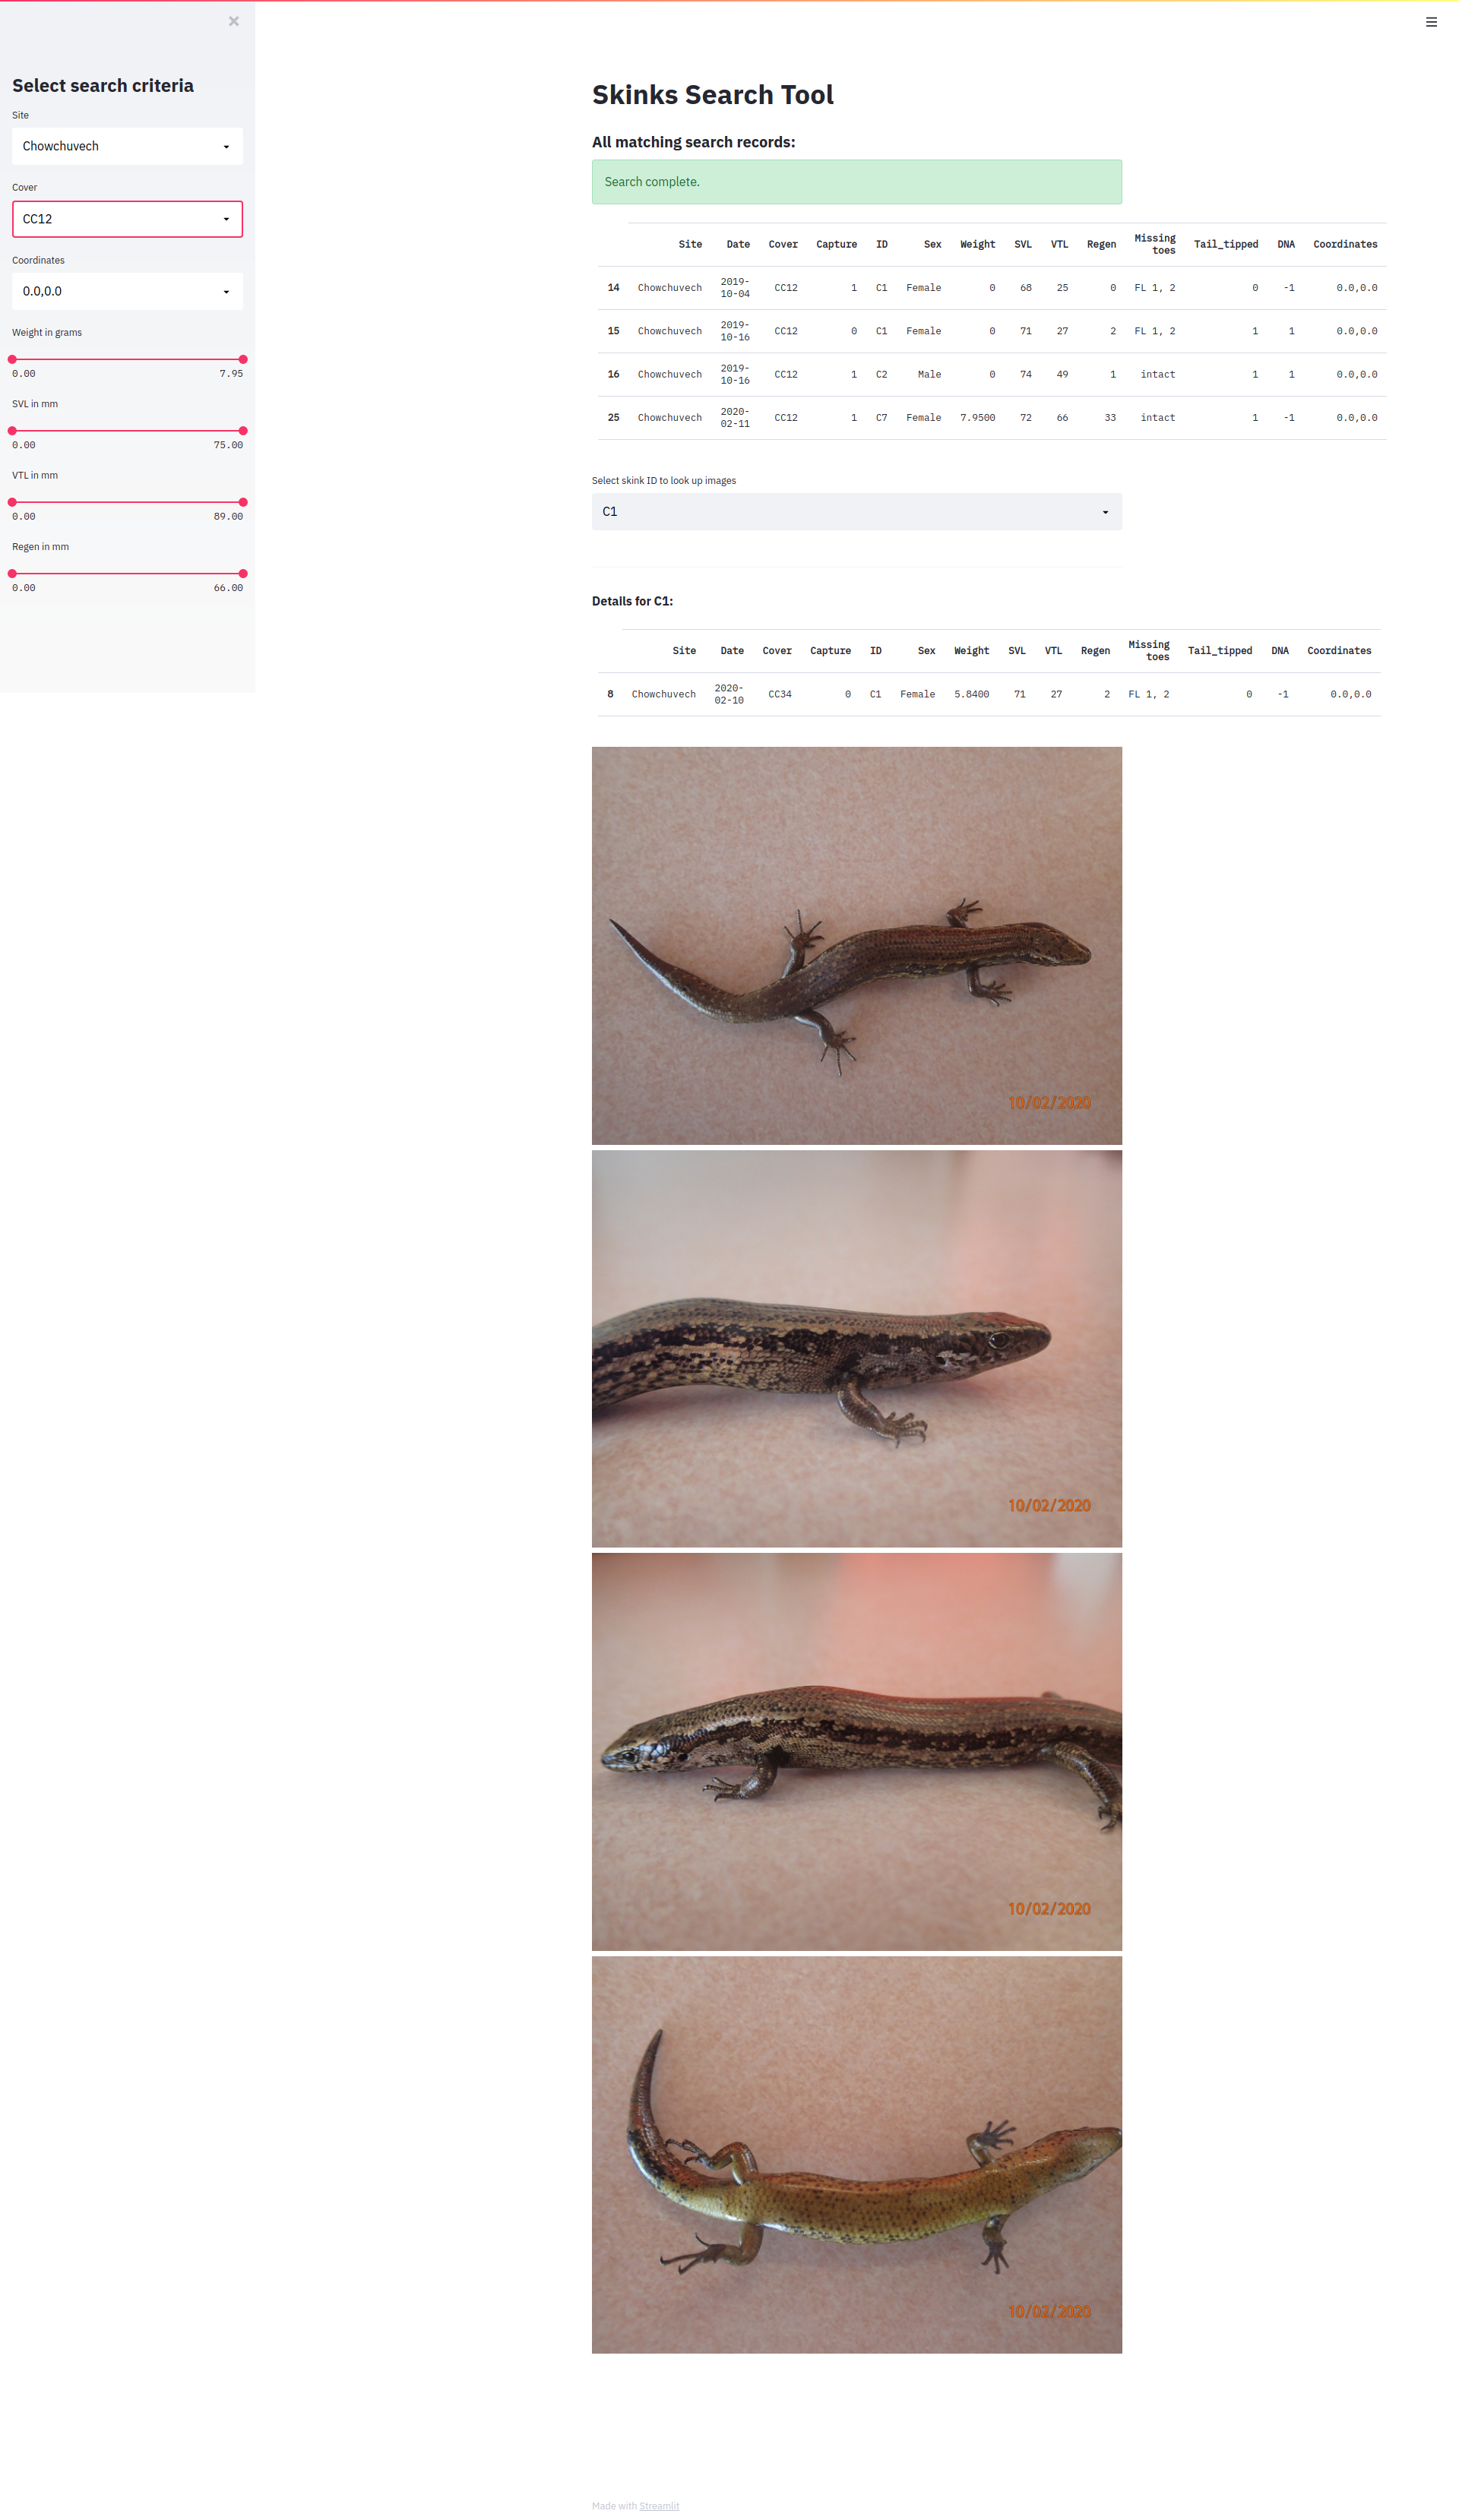 ×
Select search criteria
Site
Chowchuvech
Cover
CC12
Coordinates
0.0,0.0
Weight in grams
0.00 7.95
SVL in mm
0.00 75.00
VTL in mm
0.00 89.00
Regen in mm
0.00 66.00
Skinks Search Tool
All matching search records:
Search complete.
Site Date Cover Capture ID Sex Weight SVL VTL Regen Missing toes Tail_tipped DNA Coordinates
14 Chowchuvech 2019-10-04 CC12 1 C1 Female 0 68 25 0 FL 1, 2 0 -1 0.0,0.0
15 Chowchuvech 2019-10-16 CC12 0 C1 Female 0 71 27 2 FL 1, 2 1 1 0.0,0.0
16 Chowchuvech 2019-10-16 CC12 1 C2 Male 0 74 49 1 intact 1 1 0.0,0.0
25 Chowchuvech 2020-02-11 CC12 1 C7 Female 7.9500 72 66 33 intact 1 -1 0.0,0.0
Select skink ID to look up images
C1
Details for C1:
Site Date Cover Capture ID Sex Weight SVL VTL Regen Missing toes Tail_tipped DNA Coordinates
8 Chowchuvech 2020-02-10 CC34 0 C1 Female 5.8400 71 27 2 FL 1, 2 0 -1 0.0,0.0
10/02/2020
10/02/2020
10/02/2020
10/02/2020
Made with Streamlit